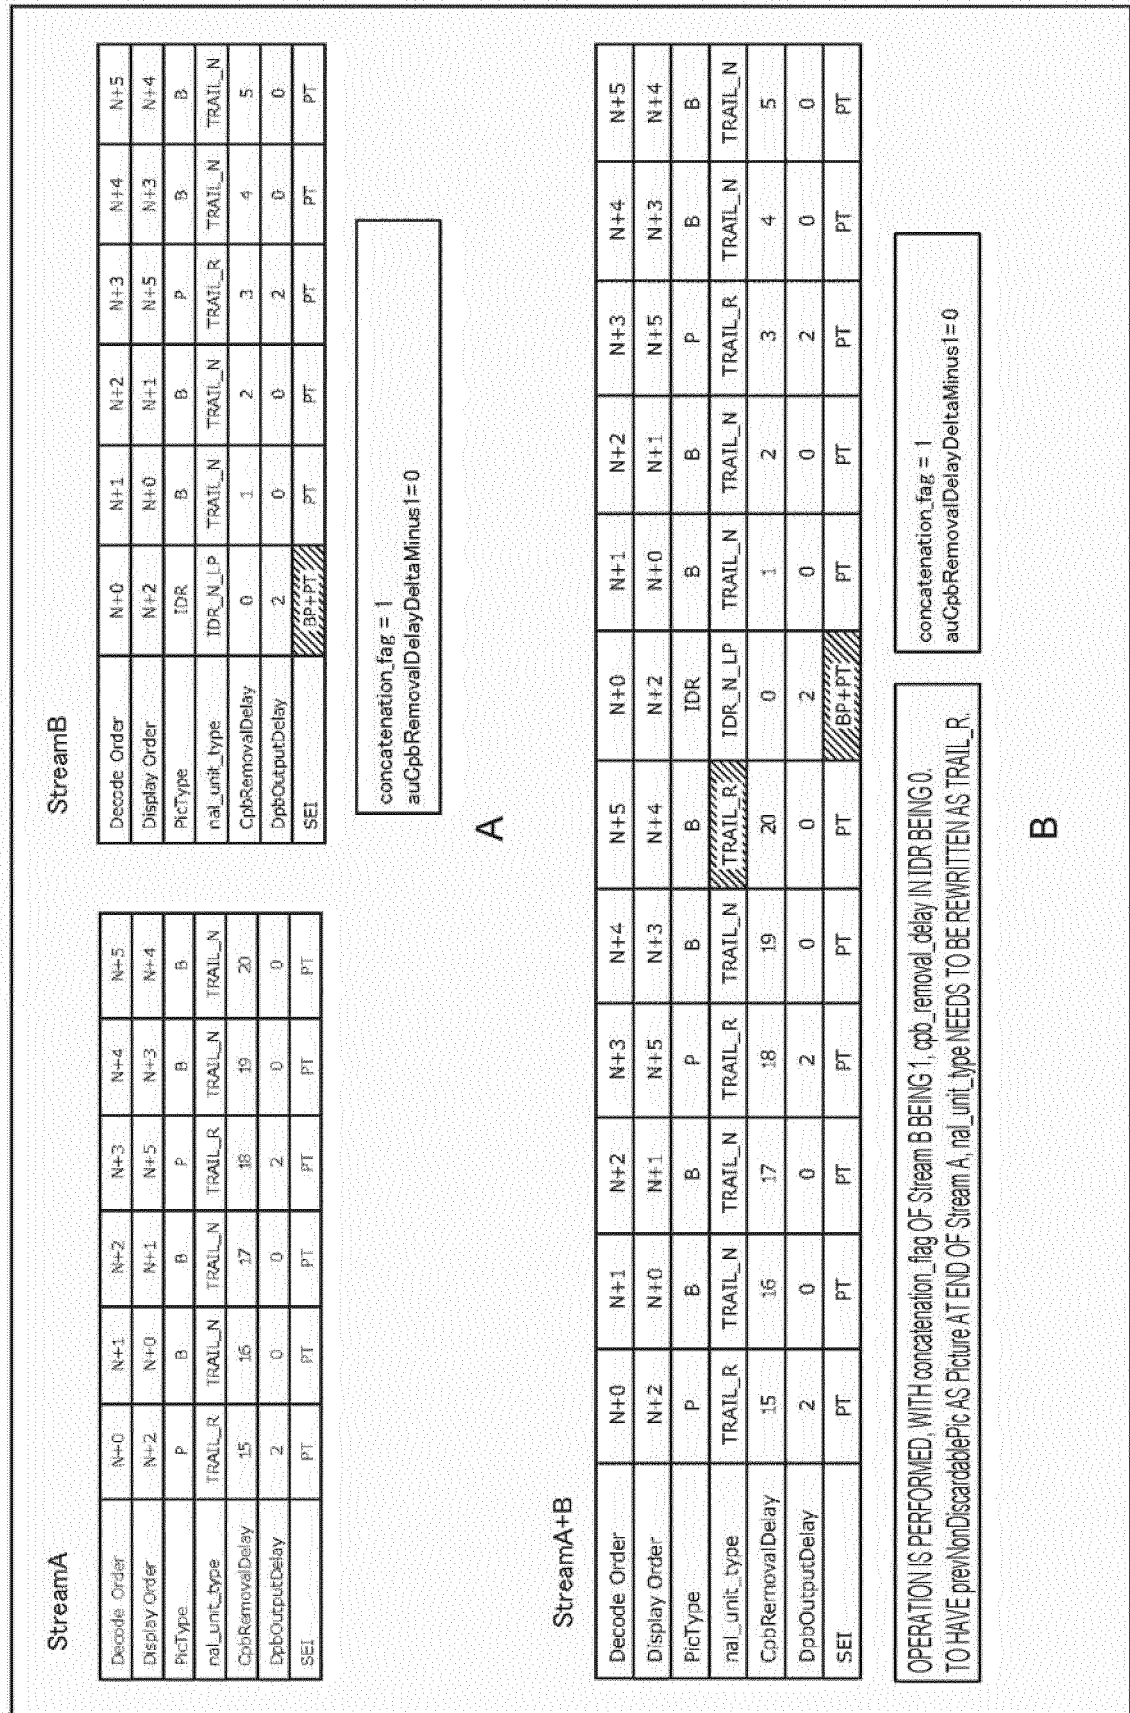 StreamA
Decode Order N+0 N+1 N+2 N+3 N+4 N+5
Display Order N+2 N+0 N+1 N+5 N+3 N+4
PicType P B B P B B
nal_unit_type TRAIL_R TRAIL_N TRAIL_N TRAIL_R TRAIL_N TRAIL_N
CpbRemovalDelay 15 16 17 18 19 20
DpbOutputDelay 2 0 0 2 0 0
SEI PT PT PT PT PT PT
StreamB
Decode Order N+0 N+1 N+2 N+3 N+4 N+5
Display Order N+2 N+0 N+1 N+5 N+3 N+4
PicType IDR B B P B B
nal_unit_type IDR_N_LP TRAIL_N TRAIL_N TRAIL_R TRAIL_N TRAIL_N
CpbRemovalDelay 0 1 2 3 4 5
DpbOutputDelay 2 0 0 2 0 0
SEI BP+PT PT PT PT PT PT
concatenation_fag = 1
auCpbRemovalDelayDeltaMinus1=0
A
StreamA+B
Decode Order N+0 N+1 N+2 N+3 N+4 N+5 N+0 N+1 N+2 N+3 N+4 N+5
Display Order N+2 N+0 N+1 N+5 N+3 N+4 N+2 N+0 N+1 N+5 N+3 N+4
PicType P B B P B B IDR B B P B B
nal_unit_type TRAIL_R TRAIL_N TRAIL_N TRAIL_R TRAIL_N TRAIL_R IDR_N_LP TRAIL_N TRAIL_N TRAIL_R TRAIL_N TRAIL_N
CpbRemovalDelay 15 16 17 18 19 20 0 1 2 3 4 5
DpbOutputDelay 2 0 0 2 0 0 2 0 0 2 0 0
SEI PT PT PT PT PT PT BP+PT PT PT PT PT PT
OPERATION IS PERFORMED, WITH concatenation_flag OF Stream B BEING 1, cpb_removal_delay IN IDR BEING 0.
TO HAVE prevNonDiscardablePic AS Picture AT END OF Stream A, nal_unit_type NEEDS TO BE REWRITTEN AS TRAIL_R.
concatenation_fag = 1
auCpbRemovalDelayDeltaMinus1=0
B